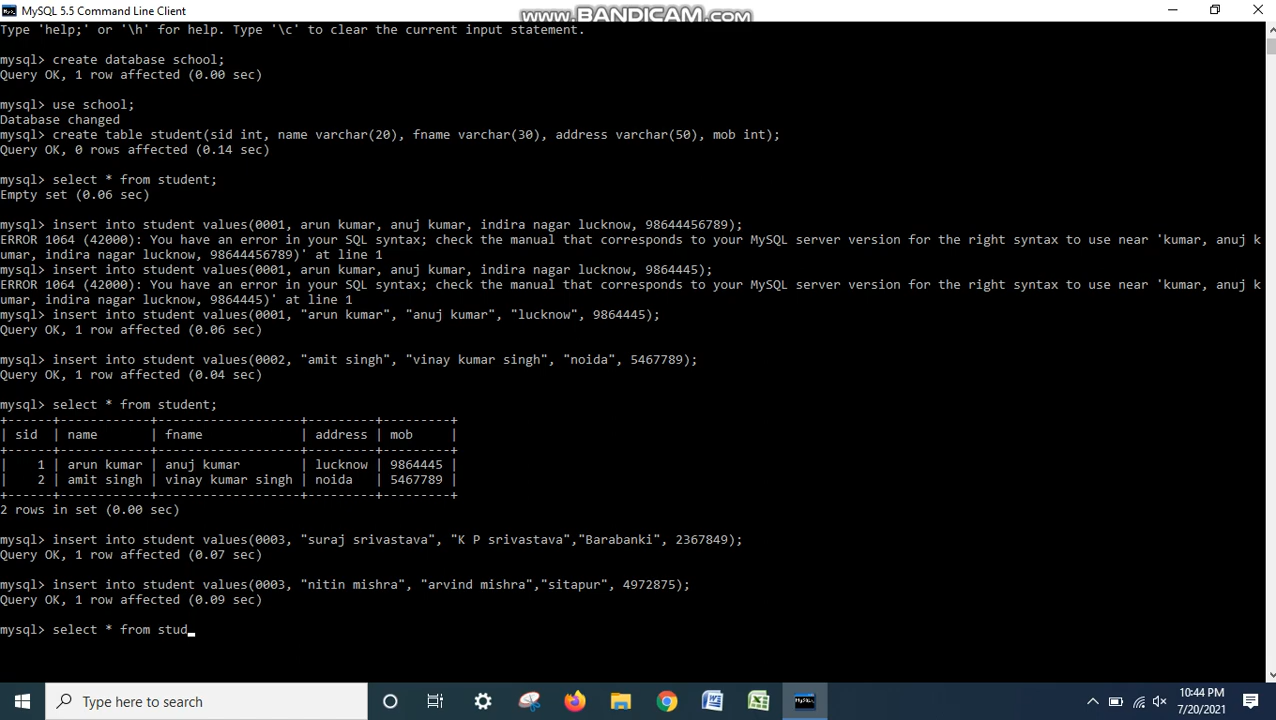 MySQL 5.5 Command Line Client
www.BANDICAM.com
Type 'help;' or '\h' for help. Type '\c' to clear the current input statement.
mysql> create database school;
Query OK, 1 row affected (0.00 sec)
mysql> use school;
Database changed
mysql> create table student(sid int, name varchar(20), fname varchar(30), address varchar(50), mob int);
Query OK, 0 rows affected (0.14 sec)
mysql> select * from student;
Empty set (0.06 sec)
mysql> insert into student values(0001, arun kumar, anuj kumar, indira nagar lucknow, 98644456789);
ERROR 1064 (42000): You have an error in your SQL syntax; check the manual that corresponds to your MySQL server version for the right syntax to use near 'kumar, anuj k
umar, indira nagar lucknow, 98644456789)' at line 1
mysql> insert into student values(0001, arun kumar, anuj kumar, indira nagar lucknow, 9864445);
ERROR 1064 (42000): You have an error in your SQL syntax; check the manual that corresponds to your MySQL server version for the right syntax to use near 'kumar, anuj k
umar, indira nagar lucknow, 9864445)' at line 1
mysql> insert into student values(0001, "arun kumar", "anuj kumar", "lucknow", 9864445);
Query OK, 1 row affected (0.06 sec)
mysql> insert into student values(0002, "amit singh", "vinay kumar singh", "noida", 5467789);
Query OK, 1 row affected (0.04 sec)
mysql> select * from student;
+------+------------+-------------------+---------+---------+
| sid  | name       | fname             | address | mob     |
+------+------------+-------------------+---------+---------+
|    1 | arun kumar | anuj kumar        | lucknow | 9864445 |
|    2 | amit singh | vinay kumar singh | noida   | 5467789 |
+------+------------+-------------------+---------+---------+
2 rows in set (0.00 sec)
mysql> insert into student values(0003, "suraj srivastava", "K P srivastava","Barabanki", 2367849);
Query OK, 1 row affected (0.07 sec)
mysql> insert into student values(0003, "nitin mishra", "arvind mishra","sitapur", 4972875);
Query OK, 1 row affected (0.09 sec)
mysql> select * from stud_
Type here to search
10:44 PM
7/20/2021